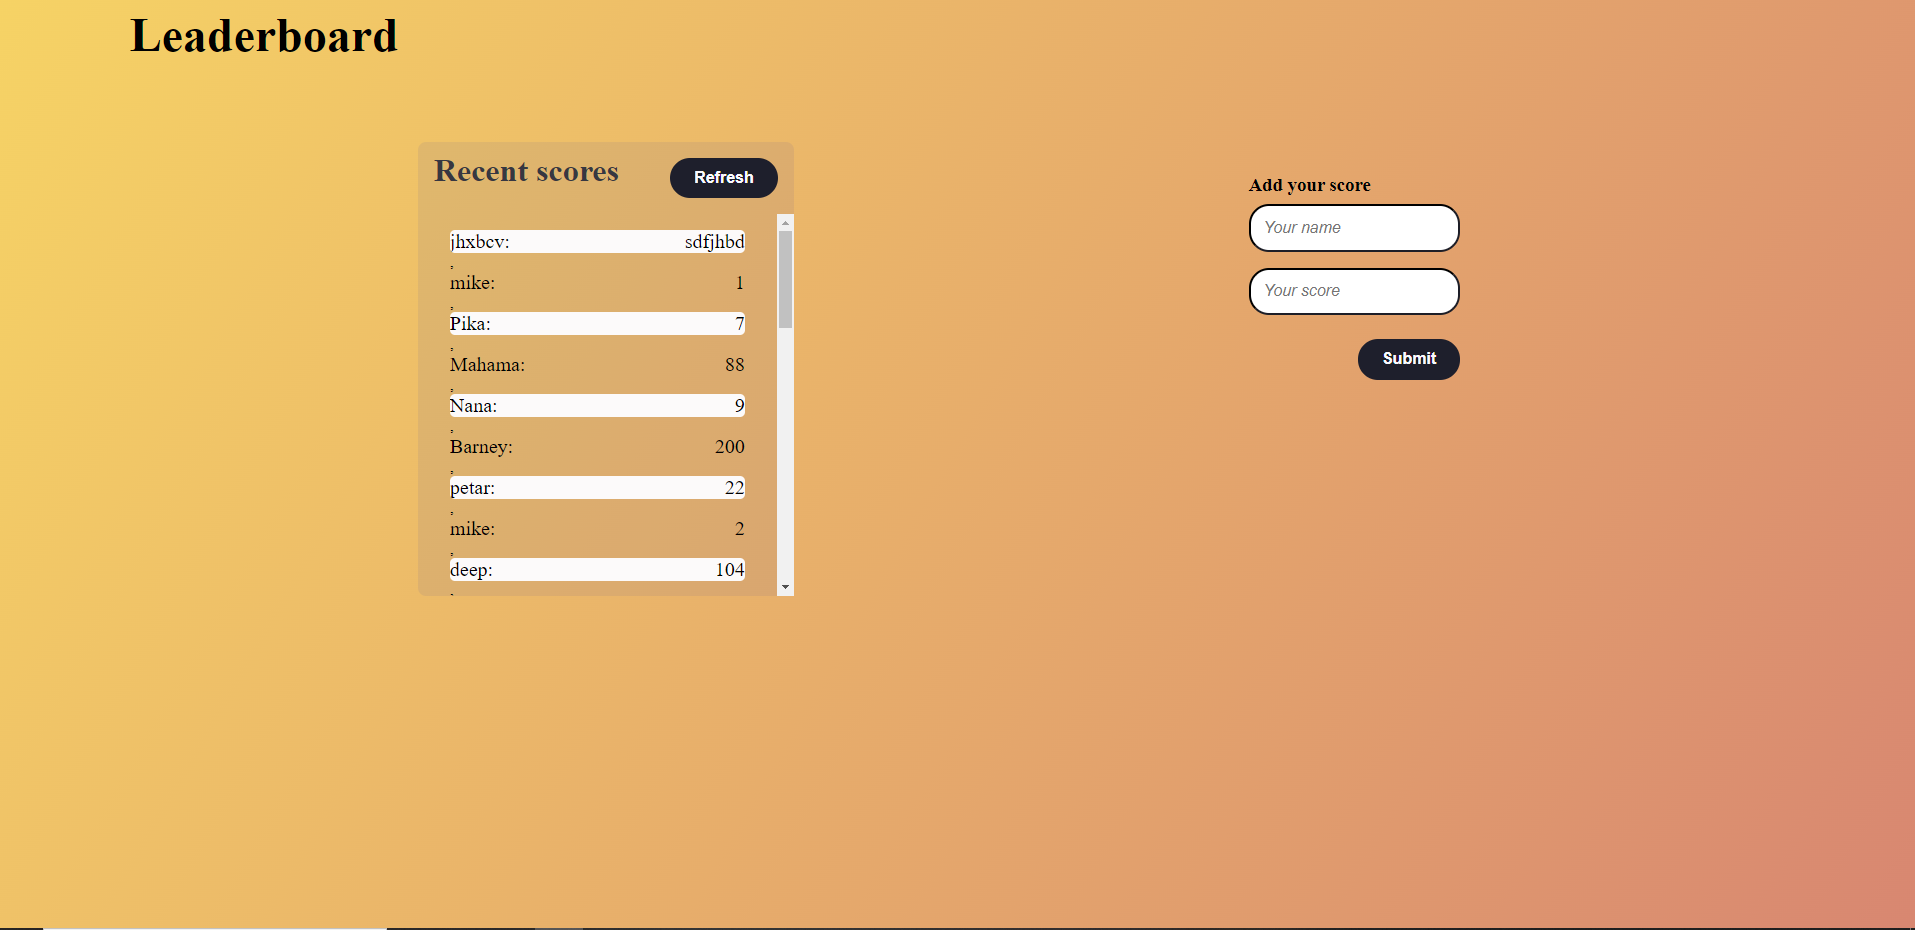 Leaderboard
Recent scores
Refresh
jhxbcv: sdfjhbd
,
mike: 1
,
Pika: 7
,
Mahama: 88
,
Nana: 9
,
Barney: 200
,
petar: 22
,
mike: 2
,
deep: 104
,
Add your score
Your name
Your score
Submit